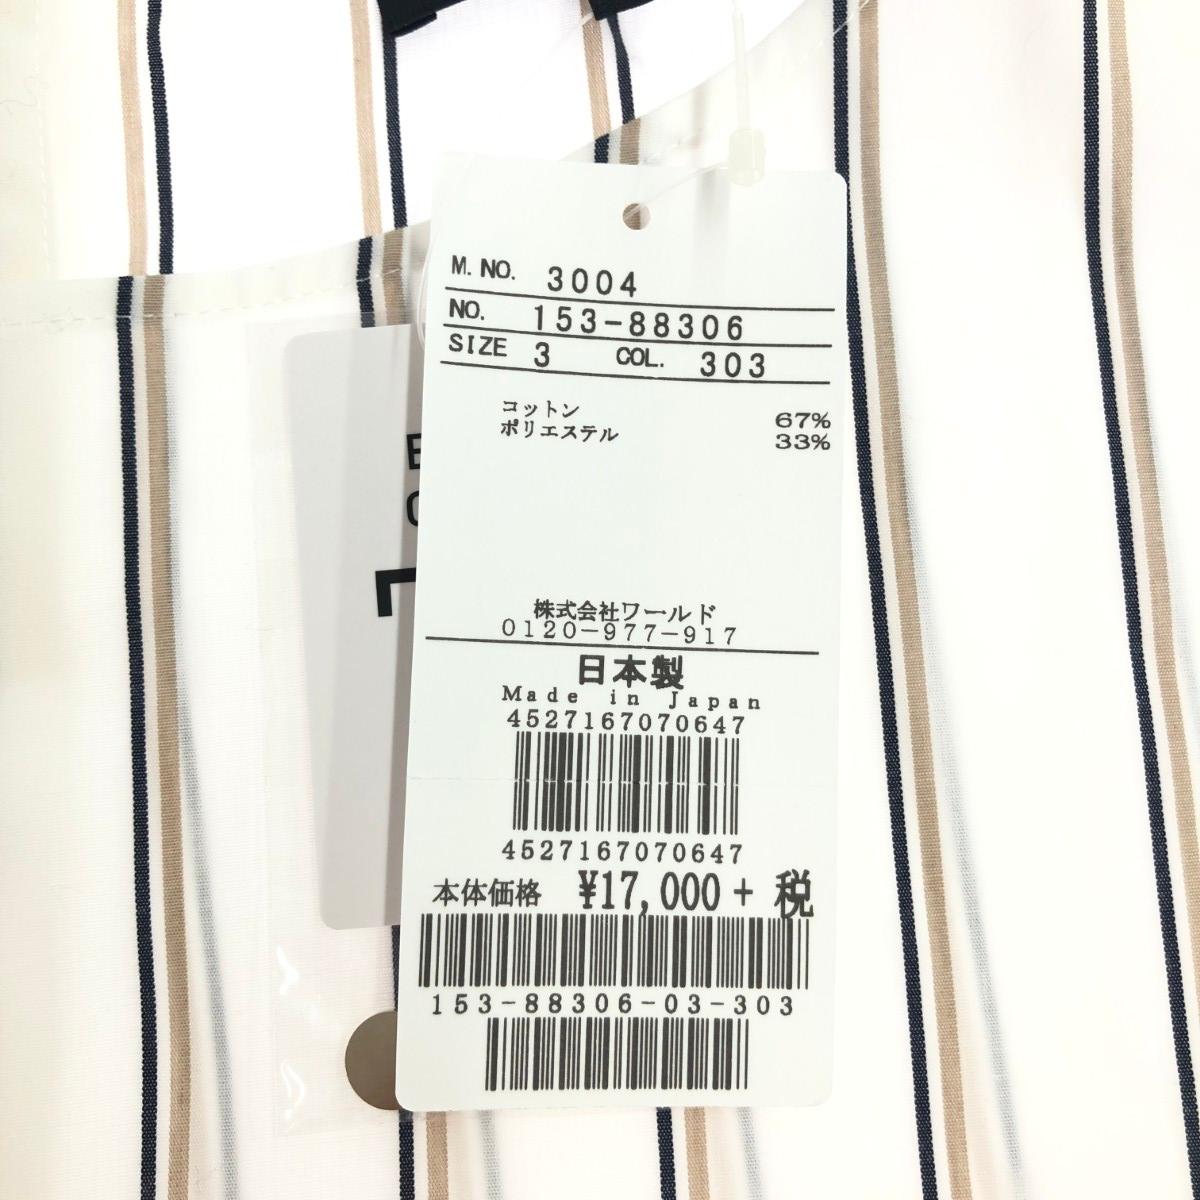 M. NO. 3004
NO. 153-88306
SIZE 3 COL. 303
コットン 67%
ポリエステル 33%
株式会社ワールド
0120-977-917
日本製
Made in Japan
4527167070647
4527167070647
本体価格 ¥17,000 + 税
153-88306-03-303